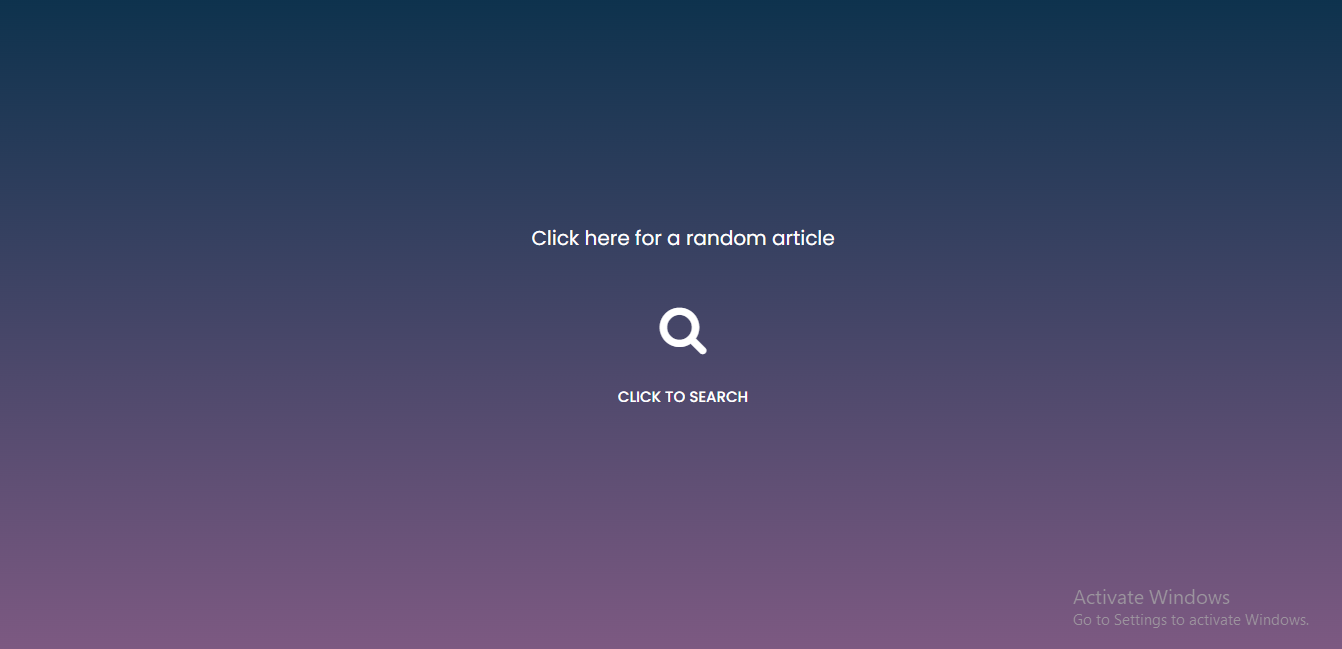 Click here for a random article
CLICK TO SEARCH
Activate Windows
Go to Settings to activate Windows.